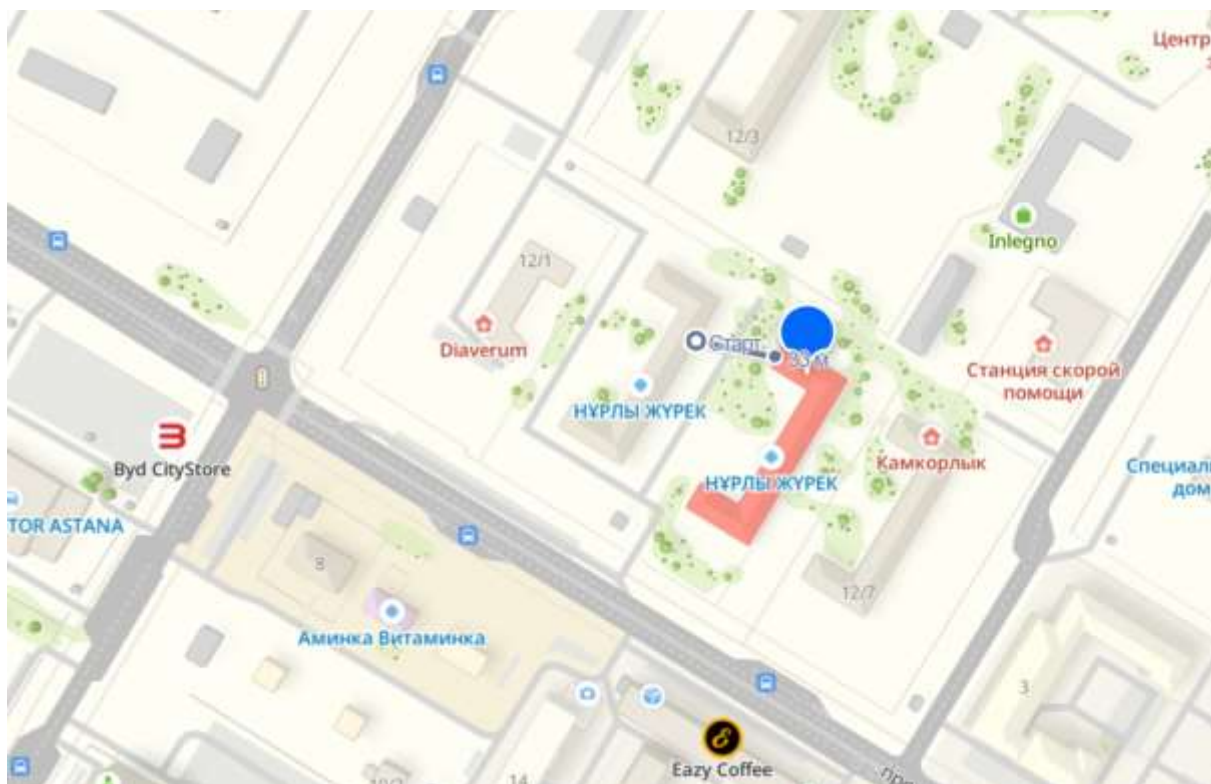 Центр
12/3
Inlegno
12/1
Diaverum
Старт
33 м
Станция скорой
помощи
НҰРЛЫ ЖҮРЕК
Byd CityStore
Камкорлык
НҰРЛЫ ЖҮРЕК
Специал
дом
TOR ASTANA
8
12/7
Аминка Витаминка
3
Eazy Coffee
14